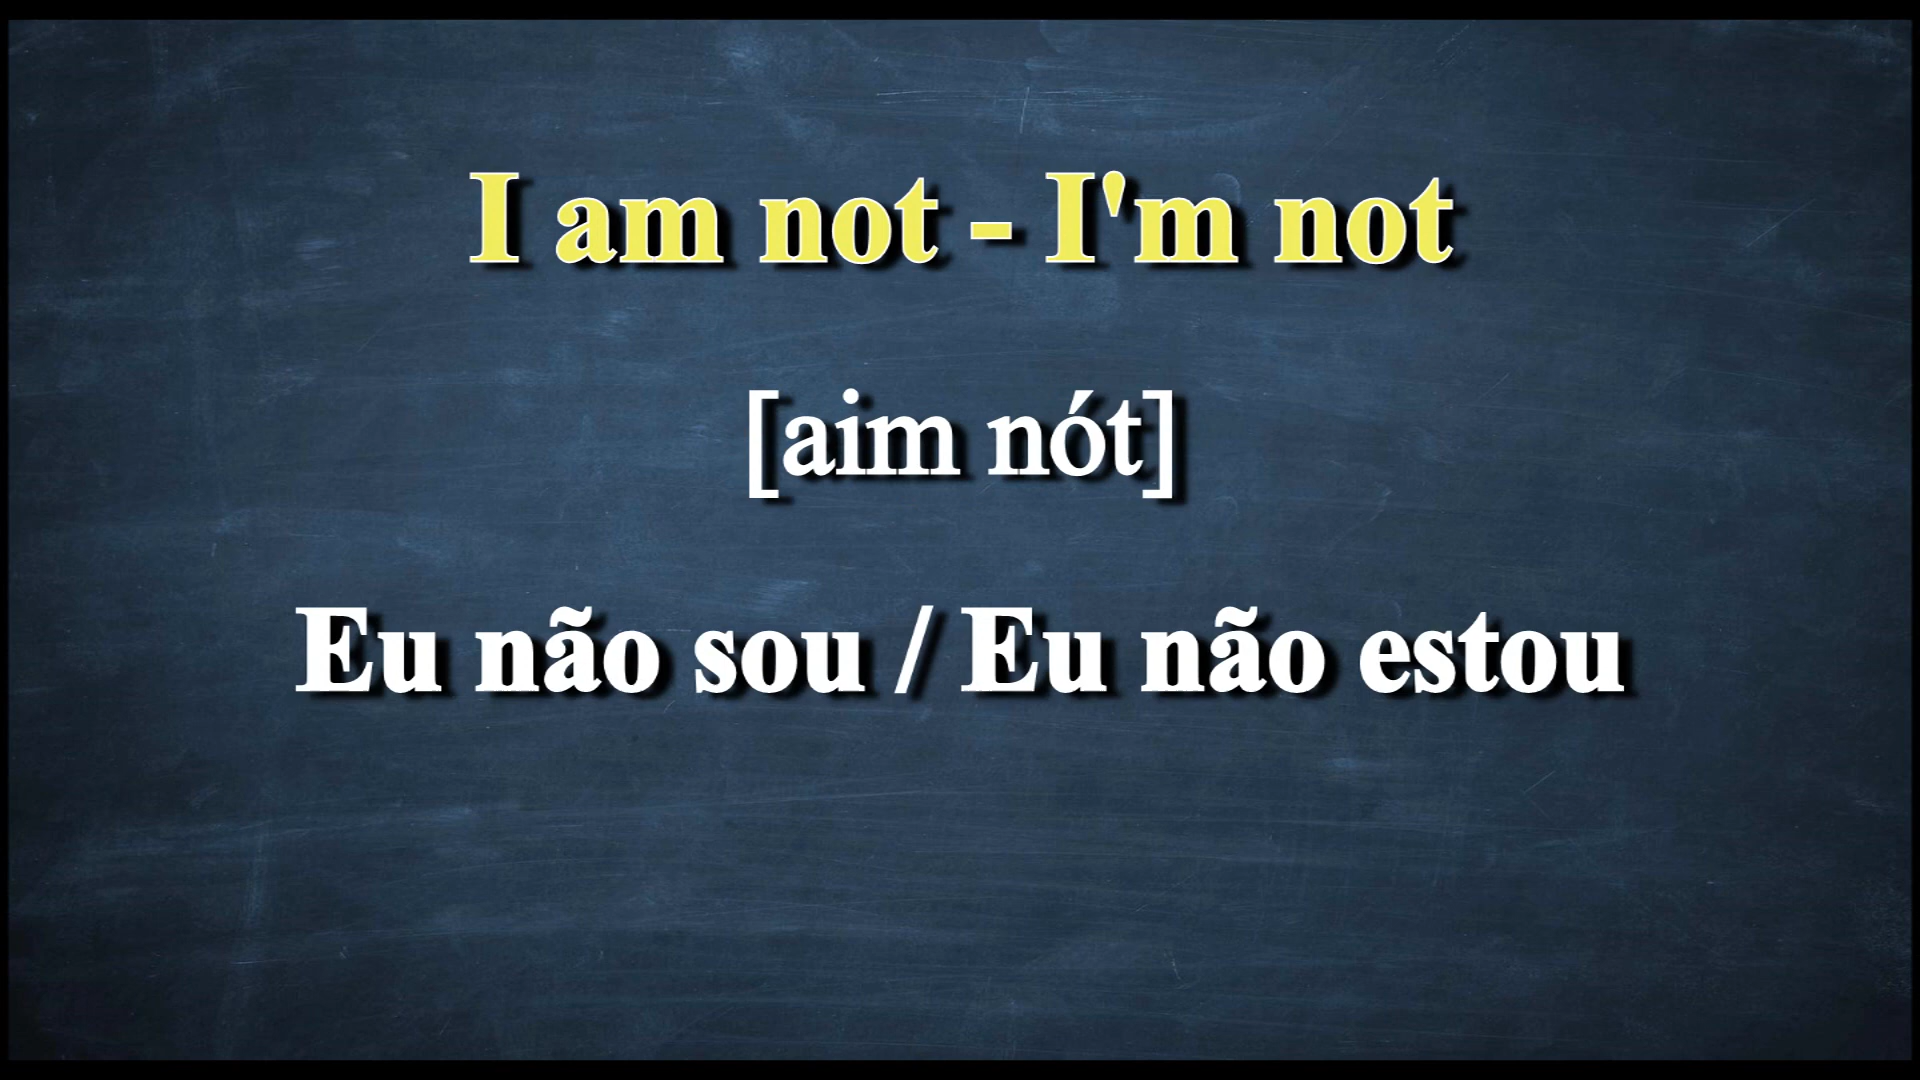 I am not - I'm not
[aim nót]
Eu não sou / Eu não estou